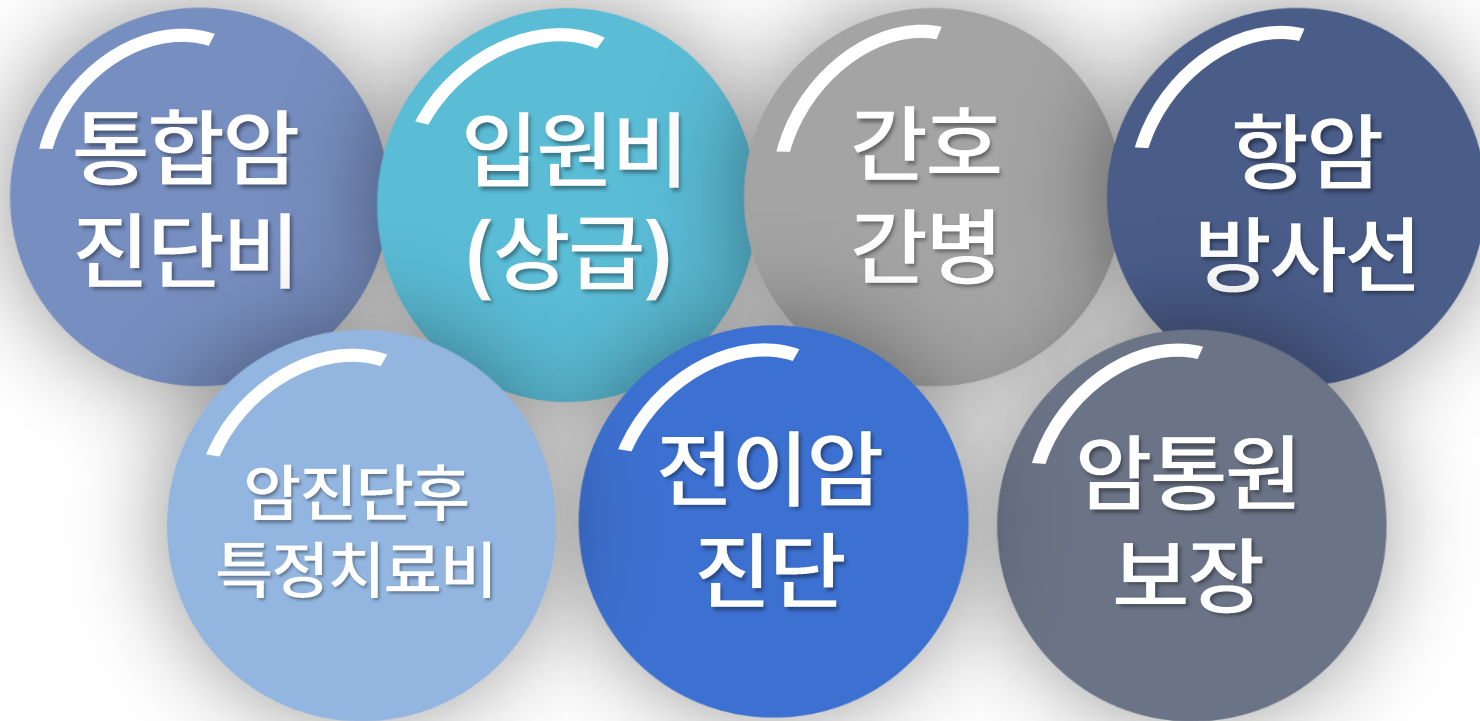 통합암
진단비
입원비
(상급)
간호
간병
항암
방사선
암진단후
특정치료비
전이암
진단
암통원
보장